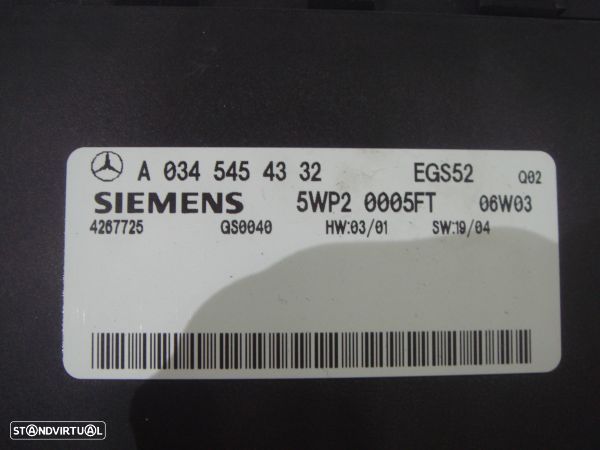 A 034 545 43 32 EGS52 Q02
SIEMENS 5WP2 0005FT 06W03
4267725 GS0040 HW:03/01 SW:19/04
STANDVIRTUAL